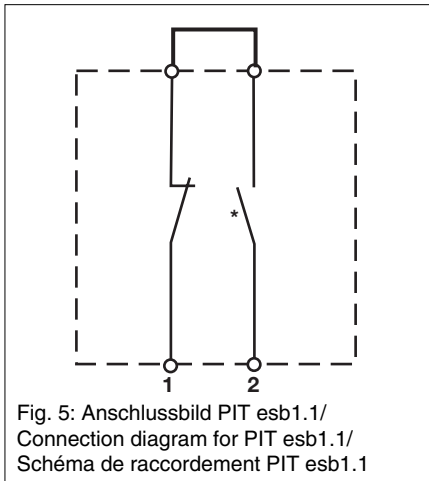 *
1 2
Fig. 5: Anschlussbild PIT esb1.1/
Connection diagram for PIT esb1.1/
Schéma de raccordement PIT esb1.1